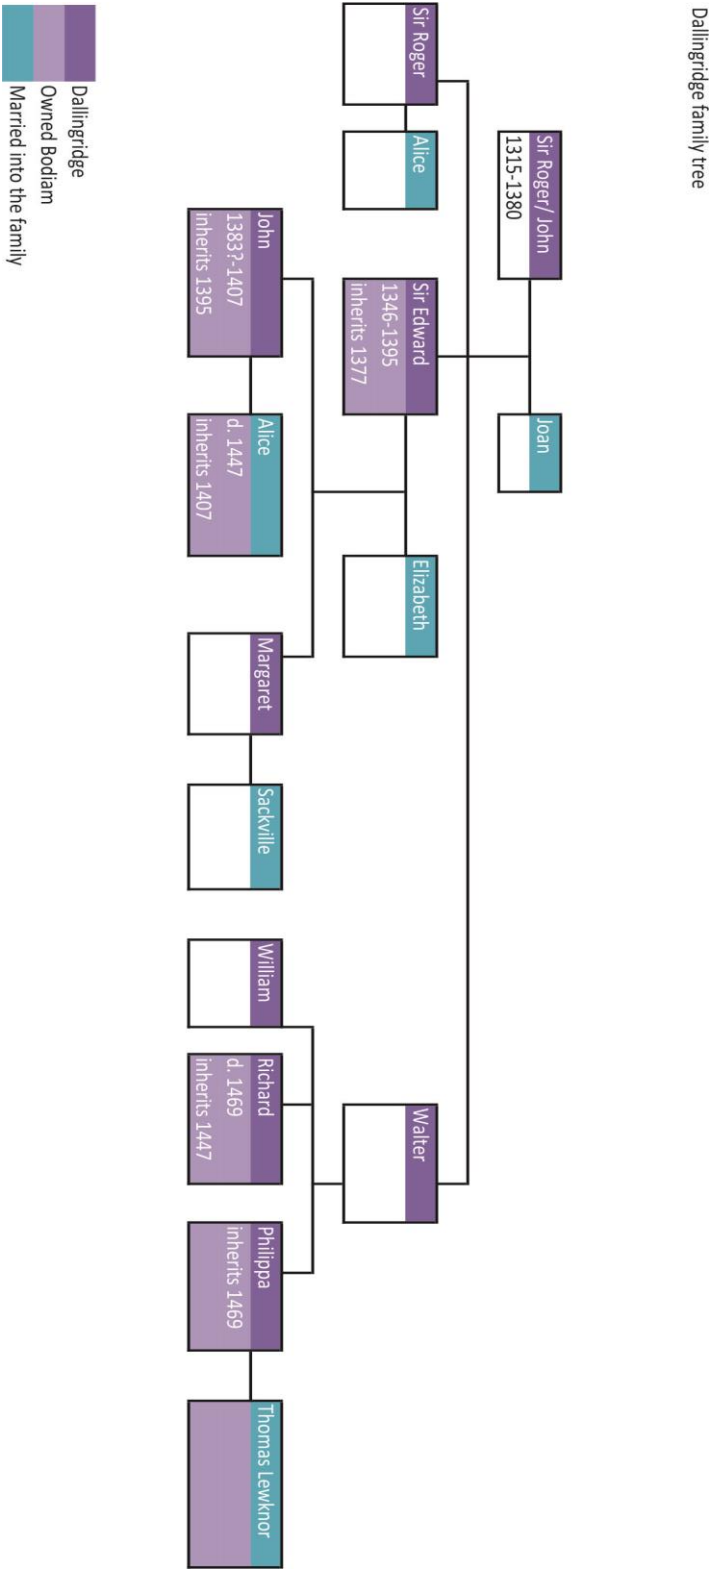 Dallingridge family tree
Sir Roger/ John
1315-1380
Joan
Sir Roger
Alice
Sir Edward
1346-1395
inherits 1377
Elizabeth
Walter
John
1383?-1407
inherits 1395
Alice
d. 1447
inherits 1407
Margaret
Sackville
William
Richard
d. 1469
inherits 1447
Philippa
inherits 1469
Thomas Lewknor
Dallingridge
Owned Bodiam
Married into the family